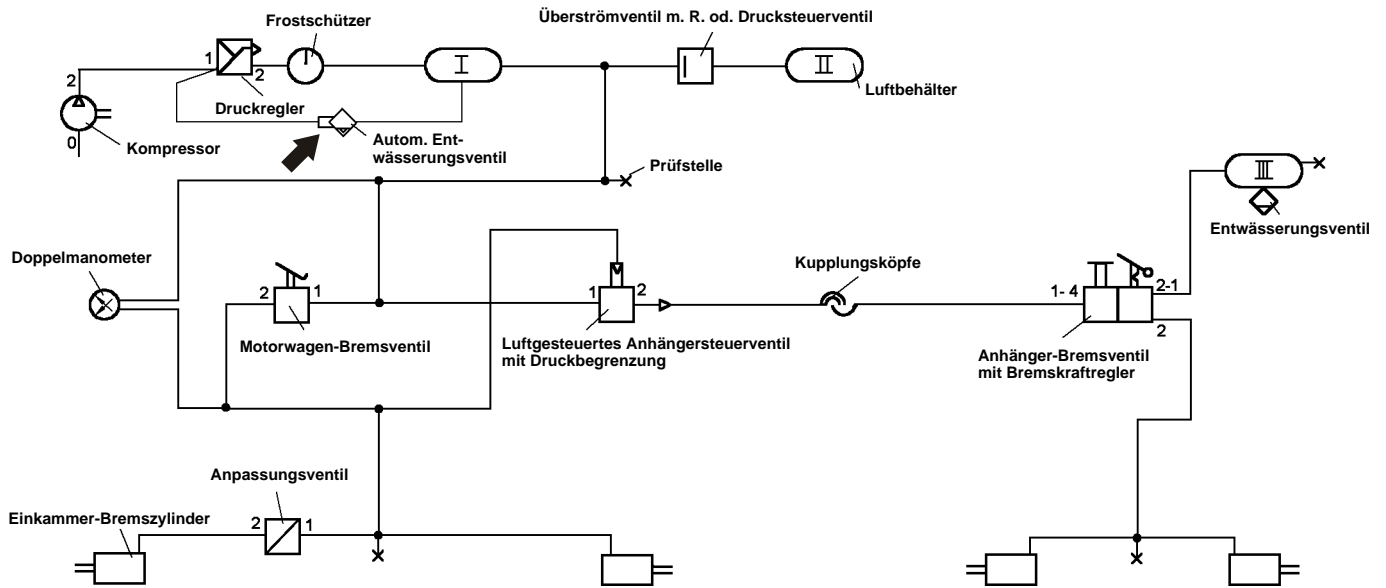 Überströmventil m. R. od. Drucksteuerventil
Frostschützer
1
2
I
II
2
Druckregler
Luftbehälter
0
Kompressor
Autom. Ent-
wässerungsventil
Prüfstelle
III
Entwässerungsventil
Doppelmanometer
Kupplungsköpfe
2
1
1
2
1- 4
2-1
2
Motorwagen-Bremsventil
Luftgesteuertes Anhängersteuerventil
mit Druckbegrenzung
Anhänger-Bremsventil
mit Bremskraftregler
Anpassungsventil
Einkammer-Bremszylinder
2
1